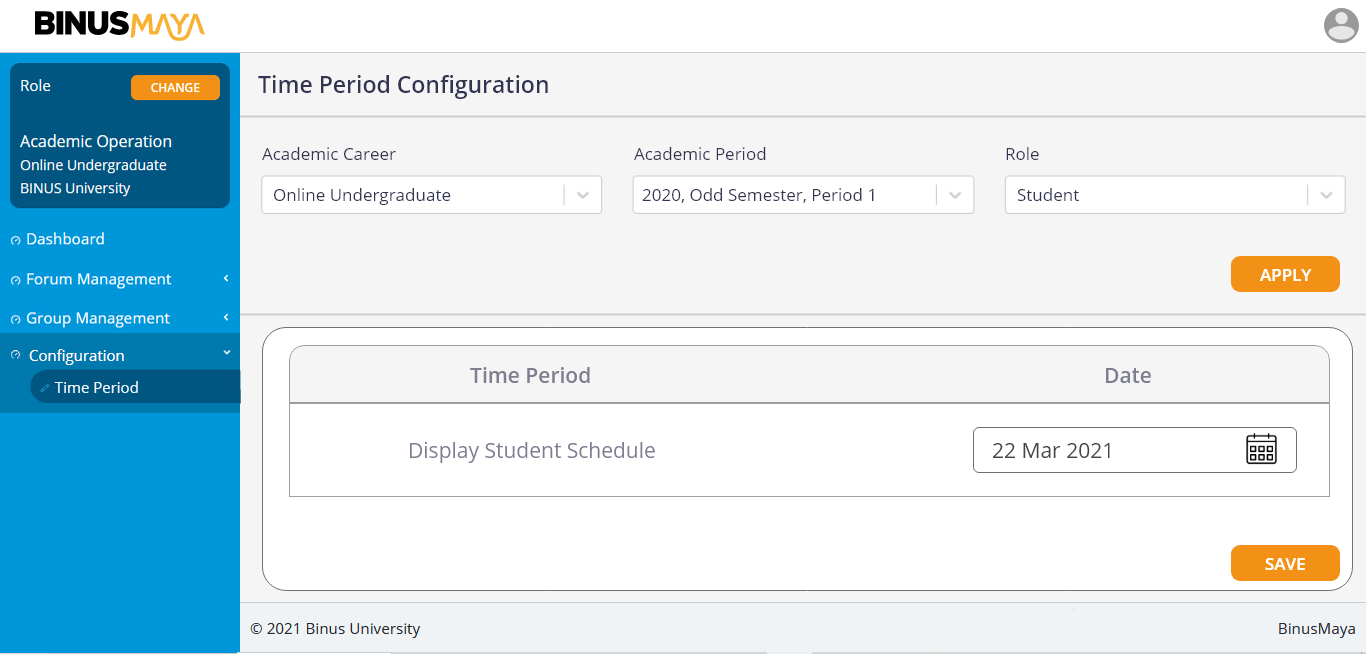 BINUSMAYA
Role
CHANGE
Academic Operation
Online Undergraduate
BINUS University
Dashboard
Forum Management
Group Management
Configuration
Time Period
Time Period Configuration
Academic Career
Academic Period
Role
Online Undergraduate
2020, Odd Semester, Period 1
Student
APPLY
Time Period
Date
Display Student Schedule
22 Mar 2021
SAVE
© 2021 Binus University
BinusMaya